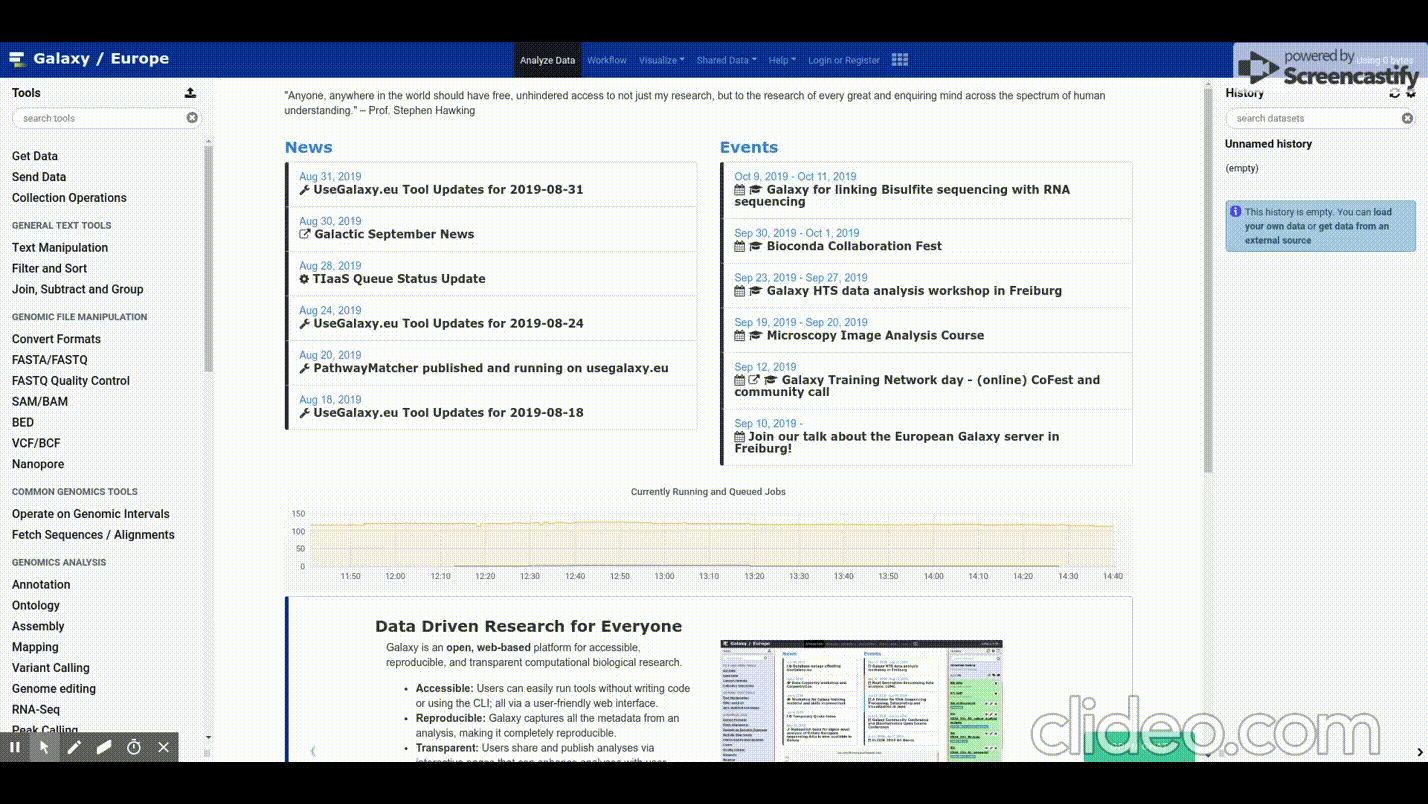 Galaxy / Europe
Analyze Data
Workflow
Visualize
Shared Data
Help
Login or Register
Using 0 bytes
powered by
Screencastify
Tools
search tools
Get Data
Send Data
Collection Operations
GENERAL TEXT TOOLS
Text Manipulation
Filter and Sort
Join, Subtract and Group
GENOMIC FILE MANIPULATION
Convert Formats
FASTA/FASTQ
FASTQ Quality Control
SAM/BAM
BED
VCF/BCF
Nanopore
COMMON GENOMICS TOOLS
Operate on Genomic Intervals
Fetch Sequences / Alignments
GENOMICS ANALYSIS
Annotation
Ontology
Assembly
Mapping
Variant Calling
Genome editing
RNA-Seq
Peak Calling
"Anyone, anywhere in the world should have free, unhindered access to not just my research, but to the research of every great and enquiring mind across the spectrum of human
understanding." – Prof. Stephen Hawking
News
Aug 31, 2019
UseGalaxy.eu Tool Updates for 2019-08-31
Aug 30, 2019
Galactic September News
Aug 28, 2019
TIaaS Queue Status Update
Aug 24, 2019
UseGalaxy.eu Tool Updates for 2019-08-24
Aug 20, 2019
PathwayMatcher published and running on usegalaxy.eu
Aug 18, 2019
UseGalaxy.eu Tool Updates for 2019-08-18
Events
Oct 9, 2019 - Oct 11, 2019
Galaxy for linking Bisulfite sequencing with RNA
sequencing
Sep 30, 2019 - Oct 1, 2019
Bioconda Collaboration Fest
Sep 23, 2019 - Sep 27, 2019
Galaxy HTS data analysis workshop in Freiburg
Sep 19, 2019 - Sep 20, 2019
Microscopy Image Analysis Course
Sep 12, 2019
Galaxy Training Network day - (online) CoFest and
community call
Sep 10, 2019 -
Join our talk about the European Galaxy server in
Freiburg!
Currently Running and Queued Jobs
150
100
50
0
11:50 12:00 12:10 12:20 12:30 12:40 12:50 13:00 13:10 13:20 13:30 13:40 13:50 14:00 14:10 14:20 14:30 14:40
Data Driven Research for Everyone
Galaxy is an open, web-based platform for accessible,
reproducible, and transparent computational biological research.
• Accessible: Users can easily run tools without writing code
or using the CLI; all via a user-friendly web interface.
• Reproducible: Galaxy captures all the metadata from an
analysis, making it completely reproducible.
• Transparent: Users share and publish analyses via
Galaxy / Europe
News
Events
History
search datasets
Unnamed history
(empty)
This history is empty. You can load
your own data or get data from an
external source
clideo.com